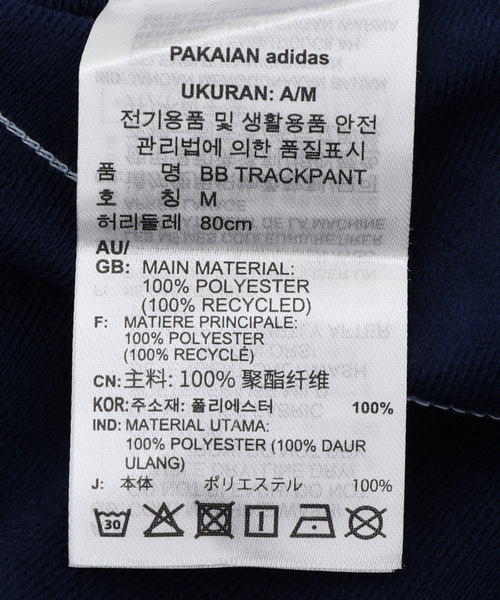 PAKAIAN adidas
UKURAN: A/M
전기용품 및 생활용품 안전
관리법에 의한 품질표시
품 명 BB TRACKPANT
호 칭 M
허리둘레 80cm
AU/
GB: MAIN MATERIAL:
100% POLYESTER
(100% RECYCLED)
F: MATIERE PRINCIPALE:
100% POLYESTER
(100% RECYCLÉ)
CN: 主料: 100% 聚酯纤维
KOR: 주소재: 폴리에스터 100%
IND: MATERIAL UTAMA:
100% POLYESTER (100% DAUR
ULANG)
J: 本体 ポリエステル 100%
30